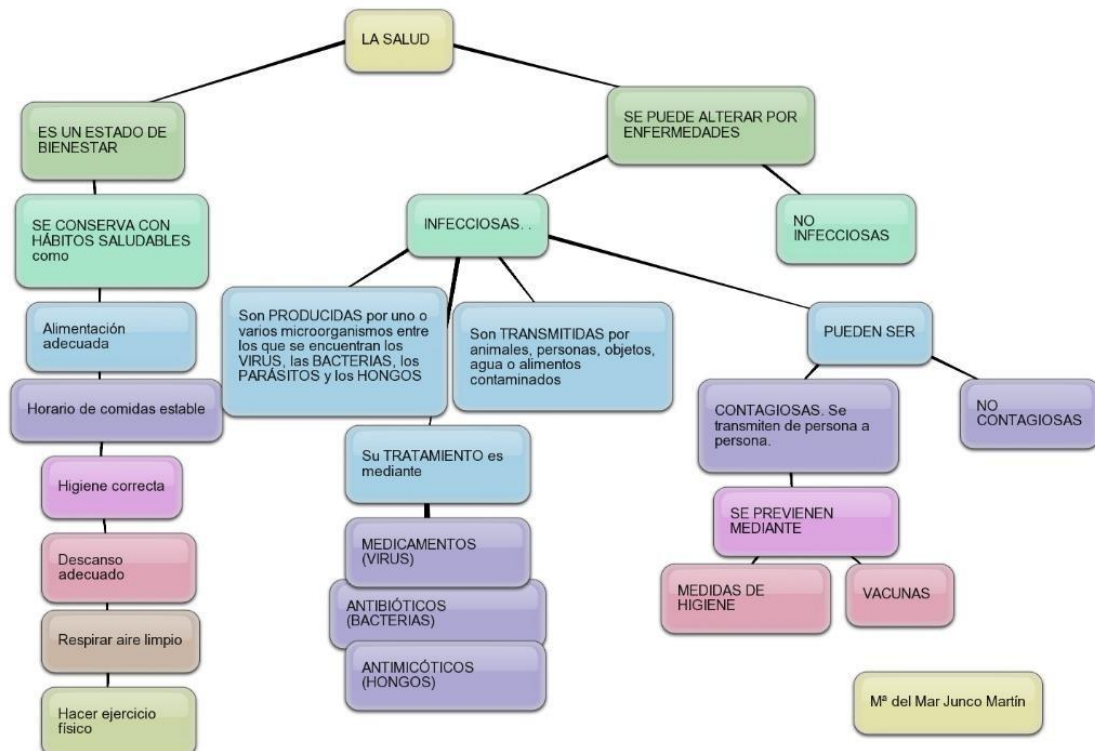 LA SALUD
ES UN ESTADO DE
BIENESTAR
SE PUEDE ALTERAR POR
ENFERMEDADES
SE CONSERVA CON
HÁBITOS SALUDABLES
como
INFECCIOSAS. .
NO
INFECCIOSAS
Alimentación
adecuada
Son PRODUCIDAS por uno o
varios microorganismos entre
los que se encuentran los
VIRUS, las BACTERIAS, los
PARÁSITOS y los HONGOS
Son TRANSMITIDAS por
animales, personas, objetos,
agua o alimentos
contaminados
PUEDEN SER
Horario de comidas estable
CONTAGIOSAS. Se
transmiten de persona a
persona.
NO
CONTAGIOSAS
Higiene correcta
Su TRATAMIENTO es
mediante
SE PREVIENEN
MEDIANTE
Descanso
adecuado
MEDICAMENTOS
(VIRUS)
MEDIDAS DE
HIGIENE
VACUNAS
Respirar aire limpio
ANTIBIÓTICOS
(BACTERIAS)
ANTIMICÓTICOS
(HONGOS)
Hacer ejercicio
físico
Mª del Mar Junco Martín